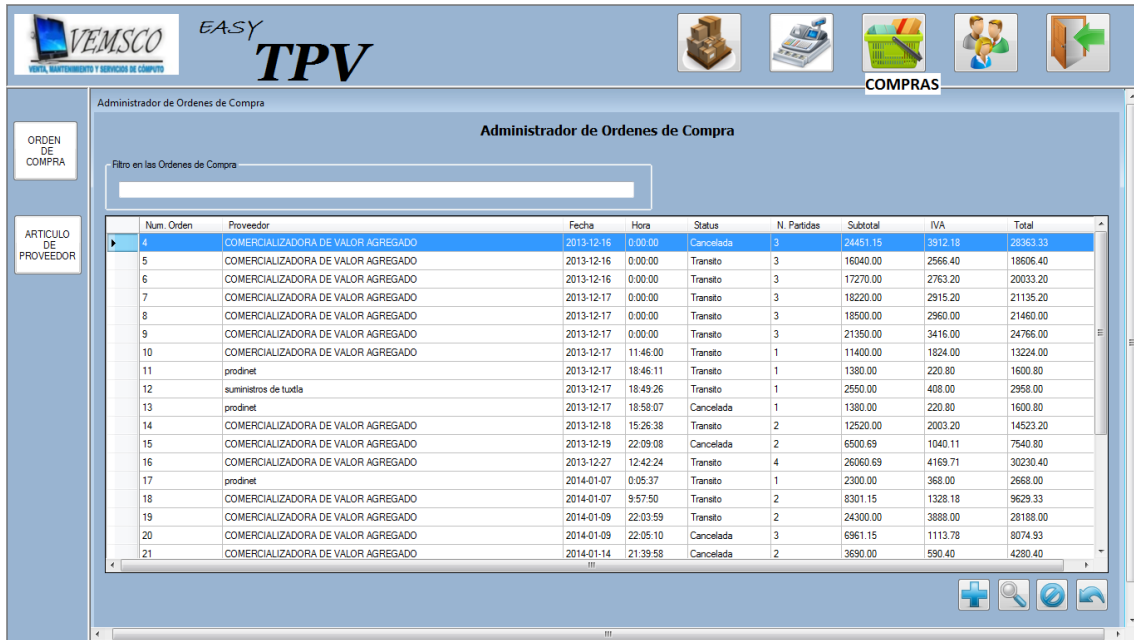 VEMSCO
VENTA, MANTENIMIENTO Y SERVICIOS DE CÓMPUTO
EASY
TPV
COMPRAS
ORDEN
DE
COMPRA
ARTICULO
DE
PROVEEDOR
Administrador de Ordenes de Compra
Administrador de Ordenes de Compra
Filtro en las Ordenes de Compra
Num. Orden Proveedor Fecha Hora Status N. Partidas Subtotal IVA Total
4 COMERCIALIZADORA DE VALOR AGREGADO 2013-12-16 0:00:00 Cancelada 3 24451.15 3912.18 28363.33
5 COMERCIALIZADORA DE VALOR AGREGADO 2013-12-16 0:00:00 Transito 3 16040.00 2566.40 18606.40
6 COMERCIALIZADORA DE VALOR AGREGADO 2013-12-16 0:00:00 Transito 3 17270.00 2763.20 20033.20
7 COMERCIALIZADORA DE VALOR AGREGADO 2013-12-17 0:00:00 Transito 3 18220.00 2915.20 21135.20
8 COMERCIALIZADORA DE VALOR AGREGADO 2013-12-17 0:00:00 Transito 3 18500.00 2960.00 21460.00
9 COMERCIALIZADORA DE VALOR AGREGADO 2013-12-17 0:00:00 Transito 3 21350.00 3416.00 24766.00
10 COMERCIALIZADORA DE VALOR AGREGADO 2013-12-17 11:46:00 Transito 1 11400.00 1824.00 13224.00
11 prodinet 2013-12-17 18:46:11 Transito 1 1380.00 220.80 1600.80
12 suministros de tuxtla 2013-12-17 18:49:26 Transito 1 2550.00 408.00 2958.00
13 prodinet 2013-12-17 18:58:07 Cancelada 1 1380.00 220.80 1600.80
14 COMERCIALIZADORA DE VALOR AGREGADO 2013-12-18 15:26:38 Transito 2 12520.00 2003.20 14523.20
15 COMERCIALIZADORA DE VALOR AGREGADO 2013-12-19 22:09:08 Cancelada 2 6500.69 1040.11 7540.80
16 COMERCIALIZADORA DE VALOR AGREGADO 2013-12-27 12:42:24 Transito 4 26060.69 4169.71 30230.40
17 prodinet 2014-01-07 0:05:37 Transito 1 2300.00 368.00 2668.00
18 COMERCIALIZADORA DE VALOR AGREGADO 2014-01-07 9:57:50 Transito 2 8301.15 1328.18 9629.33
19 COMERCIALIZADORA DE VALOR AGREGADO 2014-01-09 22:03:59 Transito 2 24300.00 3888.00 28188.00
20 COMERCIALIZADORA DE VALOR AGREGADO 2014-01-09 22:05:10 Cancelada 3 6961.15 1113.78 8074.93
21 COMERCIALIZADORA DE VALOR AGREGADO 2014-01-14 21:39:58 Cancelada 2 3690.00 590.40 4280.40